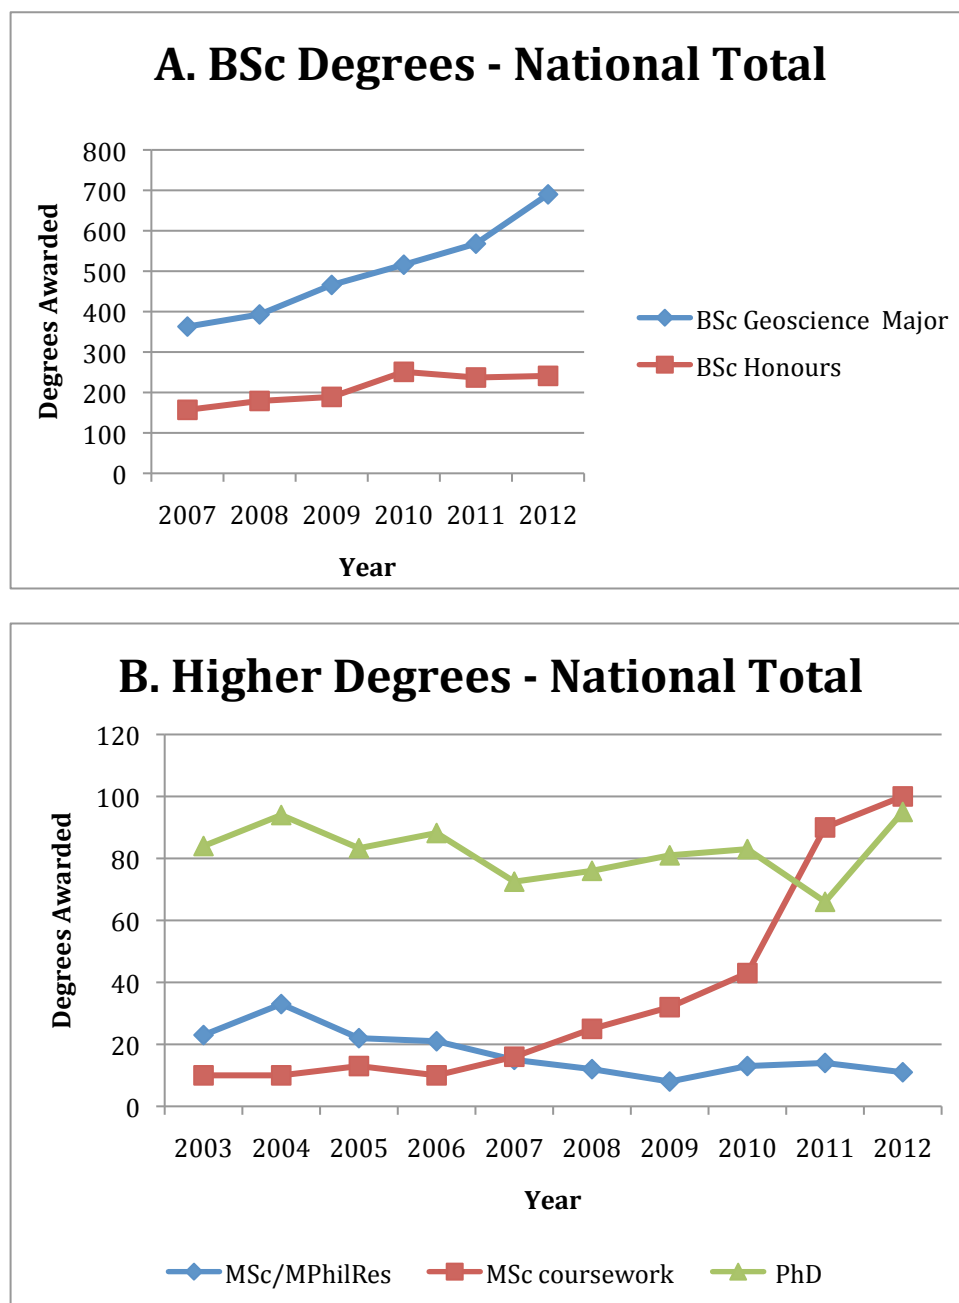 A. BSc Degrees - National Total
800
700
600
500
400
300
200
100
0
Degrees Awarded
2007 2008 2009 2010 2011 2012
Year
BSc Geoscience Major
BSc Honours
B. Higher Degrees - National Total
120
100
80
60
40
20
0
Degrees Awarded
2003 2004 2005 2006 2007 2008 2009 2010 2011 2012
Year
MSc/MPhilRes MSc coursework PhD